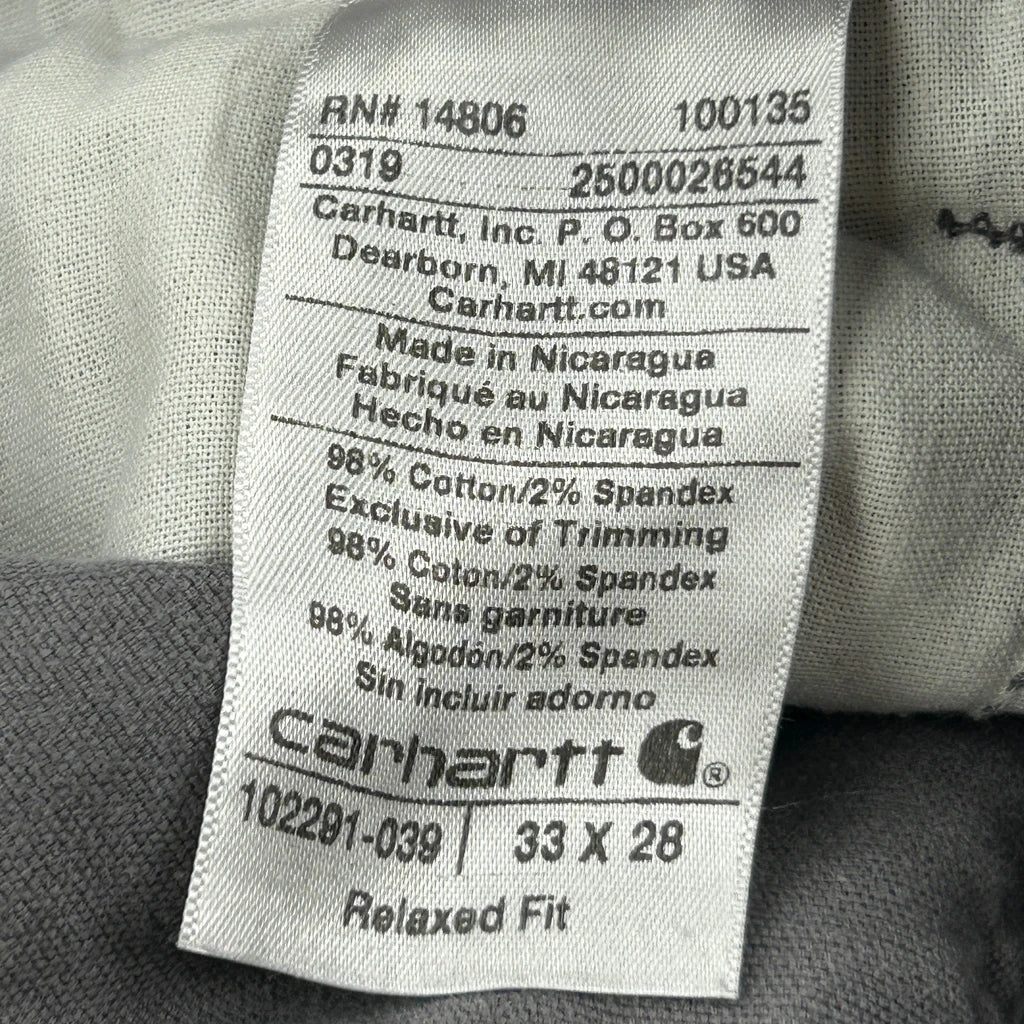 RN# 14806 100135
0319 2500026544
Carhartt, Inc. P. O. Box 600
Dearborn, MI 48121 USA
Carhartt.com
Made in Nicaragua
Fabriqué au Nicaragua
Hecho en Nicaragua
98% Cotton/2% Spandex
Exclusive of Trimming
98% Coton/2% Spandex
Sans garniture
98% Algodón/2% Spandex
Sin incluir adorno
carhartt ®
102291-039 | 33 X 28
Relaxed Fit